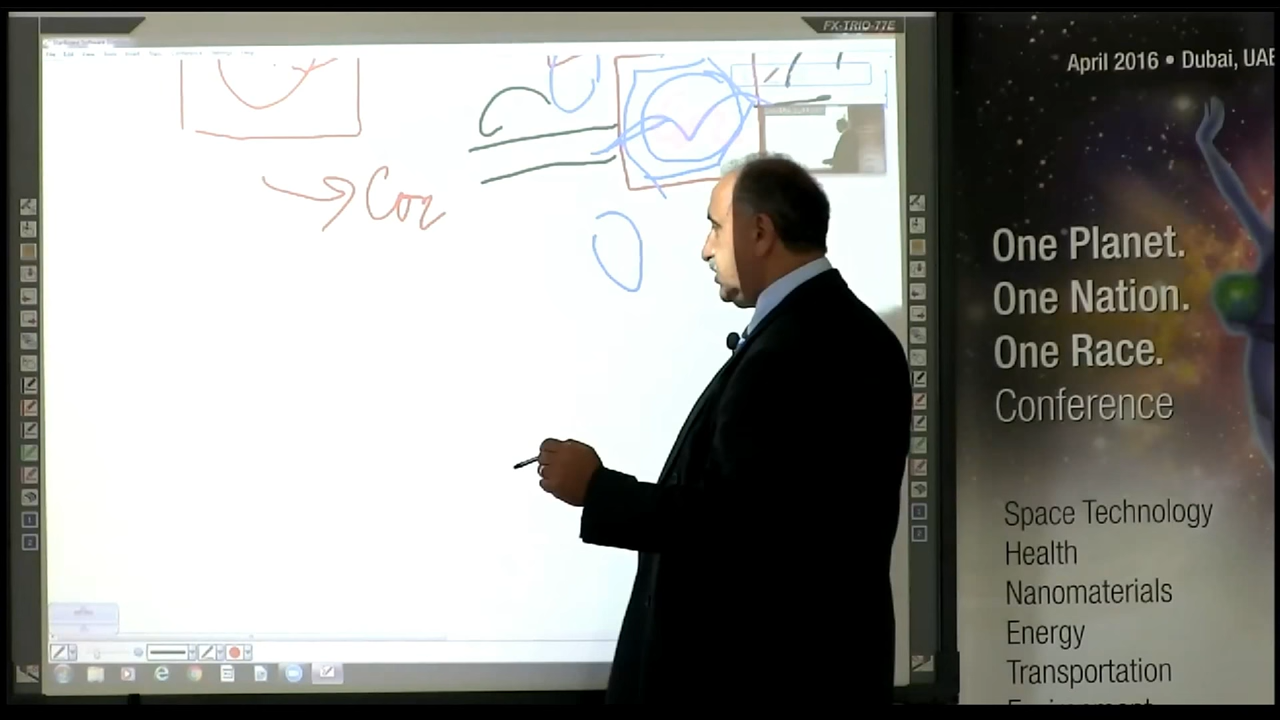 FX-TRIO-77E
April 2016 • Dubai, UAE
One Planet.
One Nation.
One Race.
Conference
Space Technology
Health
Nanomaterials
Energy
Transportation